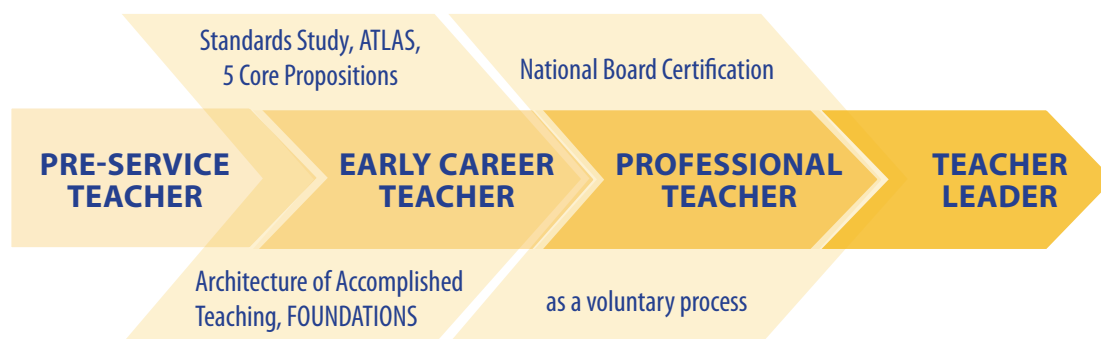 Standards Study, ATLAS,
5 Core Propositions
National Board Certification
PRE-SERVICE
TEACHER
EARLY CAREER
TEACHER
PROFESSIONAL
TEACHER
TEACHER
LEADER
Architecture of Accomplished
Teaching, FOUNDATIONS
as a voluntary process